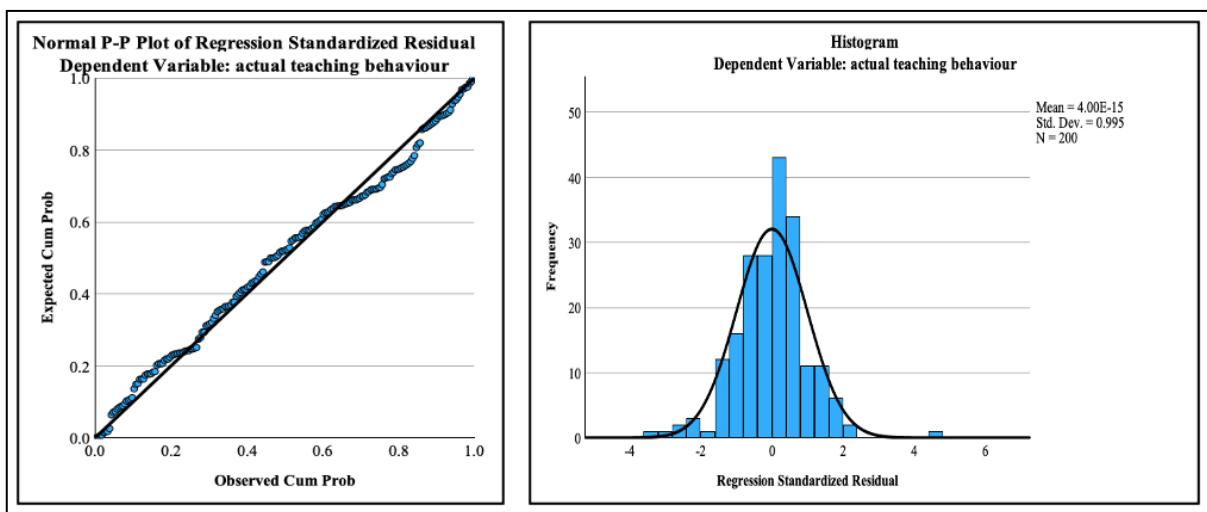 Normal P-P Plot of Regression Standardized Residual
Dependent Variable: actual teaching behaviour
1.0
0.8
0.6
0.4
0.2
0.0
Expected Cum Prob
0.0 0.2 0.4 0.6 0.8 1.0
Observed Cum Prob
Histogram
Dependent Variable: actual teaching behaviour
Mean = 4.00E-15
Std. Dev. = 0.995
N = 200
50
40
30
20
10
0
Frequency
-4 -2 0 2 4 6
Regression Standardized Residual